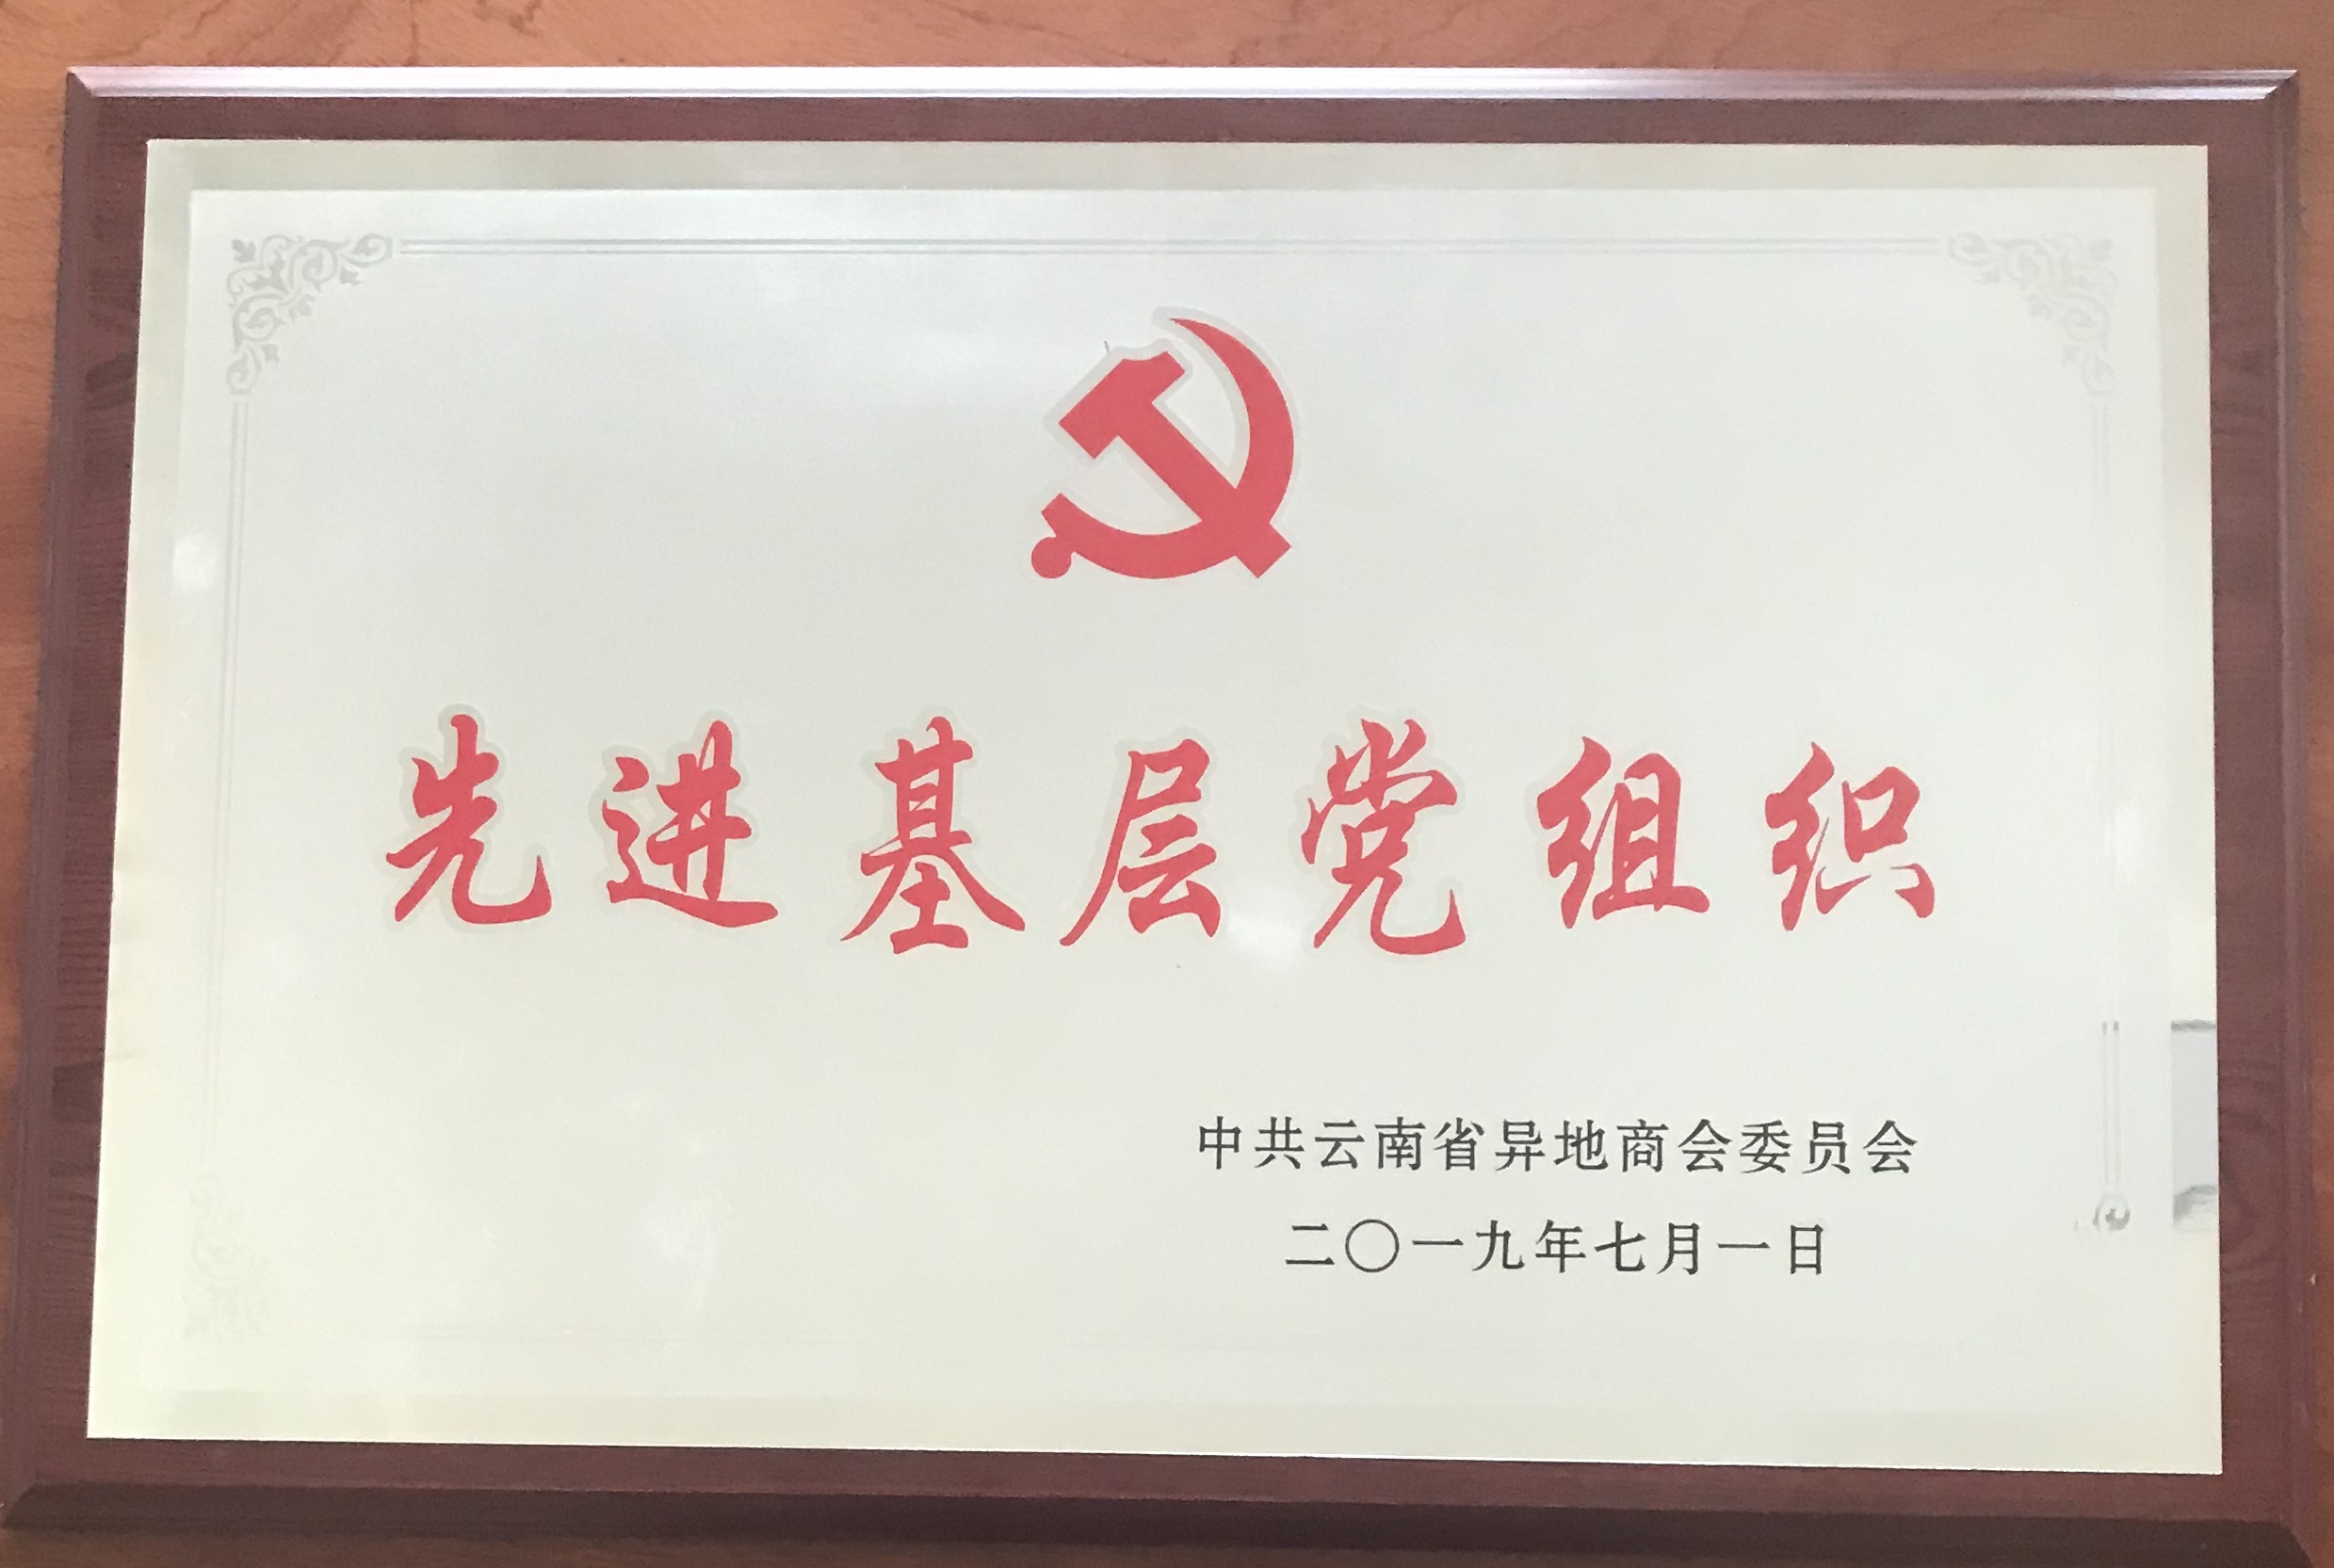 先进基层党组织
中共云南省异地商会委员会
二〇一九年七月一日